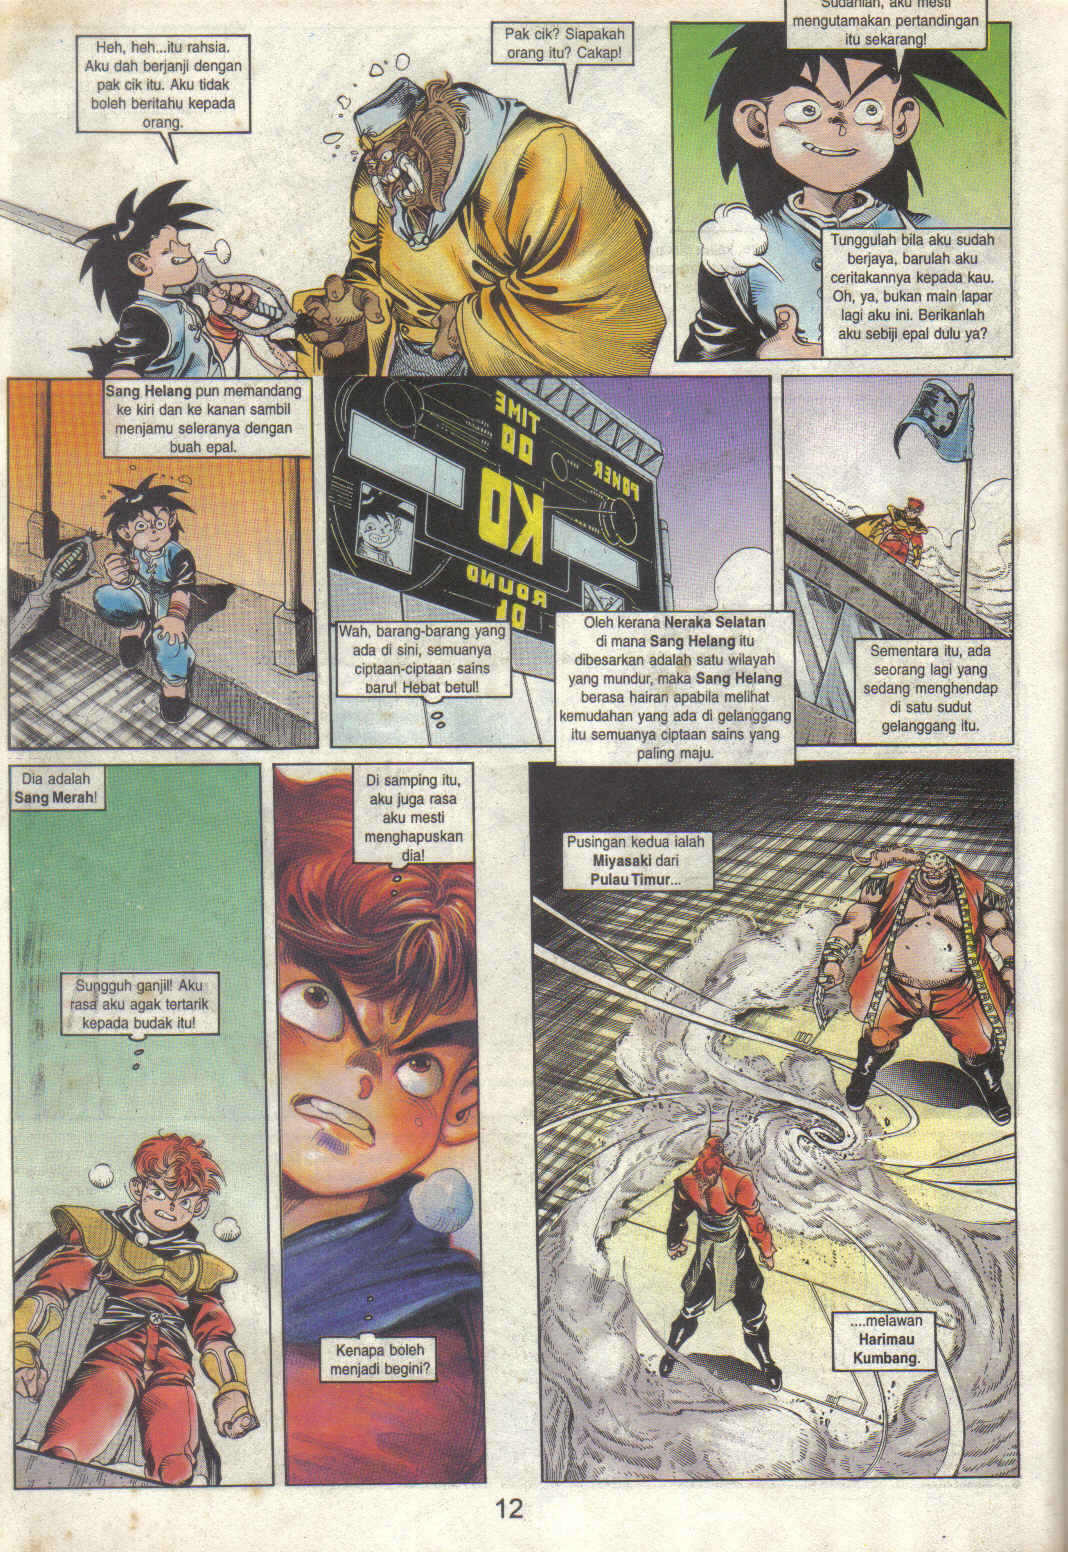 Heh, heh...itu rahsia.
Aku dah berjanji dengan
pak cik itu. Aku tidak
boleh beritahu kepada
orang.
Pak cik? Siapakah
orang itu? Cakap!
Sudahlah, aku mesti
mengutamakan pertandingan
itu sekarang!
Tunggulah bila aku sudah
berjaya, barulah aku
ceritakannya kepada kau.
Oh, ya, bukan main lapar
lagi aku ini. Berikanlah
aku sebiji epal dulu ya?
Sang Helang pun memandang
ke kiri dan ke kanan sambil
menjamu seleranya dengan
buah epal.
TIME
00
POWER
KO
ROUND
Wah, barang-barang yang
ada di sini, semuanya
ciptaan-ciptaan sains
baru! Hebat betul!
Oleh kerana Neraka Selatan
di mana Sang Helang itu
dibesarkan adalah satu wilayah
yang mundur, maka Sang Helang
berasa hairan apabila melihat
kemudahan yang ada di gelanggang
itu semuanya ciptaan sains yang
paling maju.
Sementara itu, ada
seorang lagi yang
sedang menghendap
di satu sudut
gelanggang itu.
Dia adalah
Sang Merah!
Sungguh ganjil! Aku
rasa aku agak tertarik
kepada budak itu!
Di samping itu,
aku juga rasa
aku mesti
menghapuskan
dia!
Kenapa boleh
menjadi begini?
Pusingan kedua ialah
Miyasaki dari
Pulau Timur...
....melawan
Harimau
Kumbang.
12